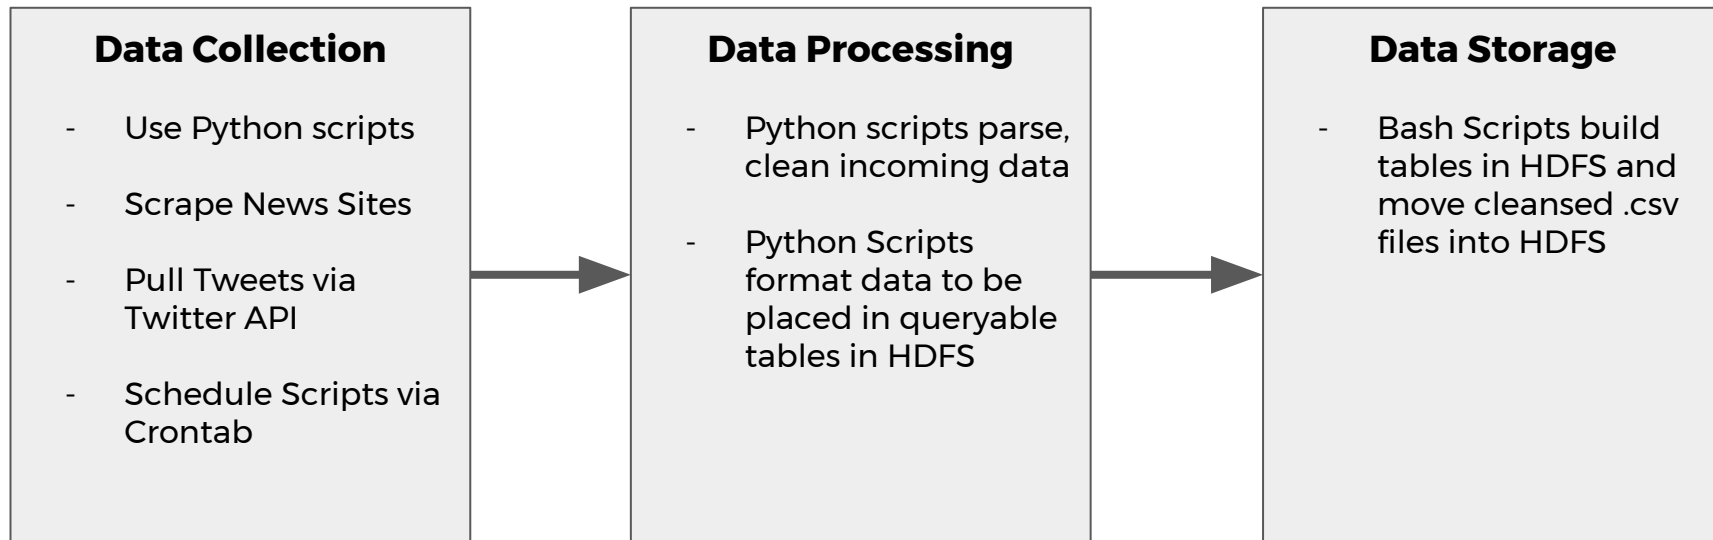 Data Collection
- Use Python scripts
- Scrape News Sites
- Pull Tweets via
Twitter API
- Schedule Scripts via
Crontab
Data Processing
- Python scripts parse,
clean incoming data
- Python Scripts
format data to be
placed in queryable
tables in HDFS
Data Storage
- Bash Scripts build
tables in HDFS and
move cleansed .csv
files into HDFS